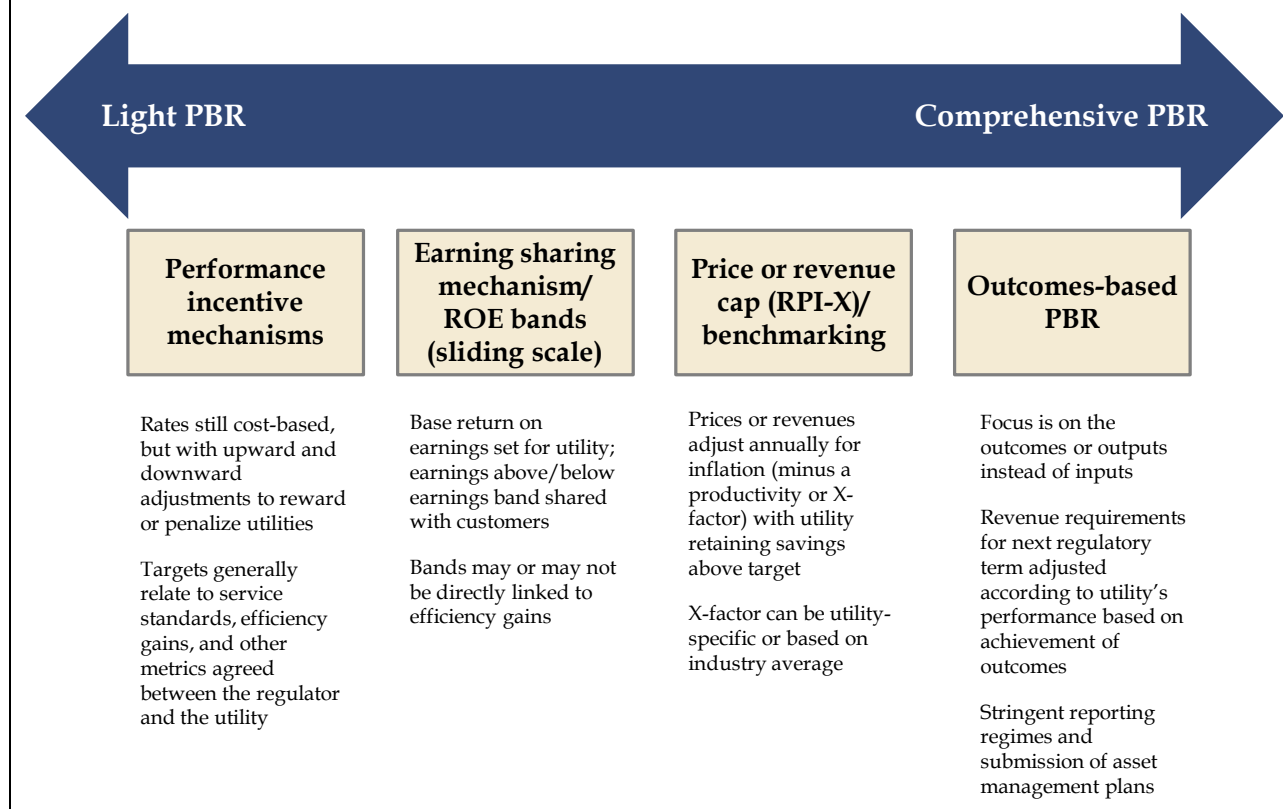 Light PBR
Comprehensive PBR
Performance
incentive
mechanisms
Rates still cost-based,
but with upward and
downward
adjustments to reward
or penalize utilities
Targets generally
relate to service
standards, efficiency
gains, and other
metrics agreed
between the regulator
and the utility
Earning sharing
mechanism/
ROE bands
(sliding scale)
Base return on
earnings set for utility;
earnings above/below
earnings band shared
with customers
Bands may or may not
be directly linked to
efficiency gains
Price or revenue
cap (RPI-X)/
benchmarking
Prices or revenues
adjust annually for
inflation (minus a
productivity or X-
factor) with utility
retaining savings
above target
X-factor can be utility-
specific or based on
industry average
Outcomes-based
PBR
Focus is on the
outcomes or outputs
instead of inputs
Revenue requirements
for next regulatory
term adjusted
according to utility's
performance based on
achievement of
outcomes
Stringent reporting
regimes and
submission of asset
management plans